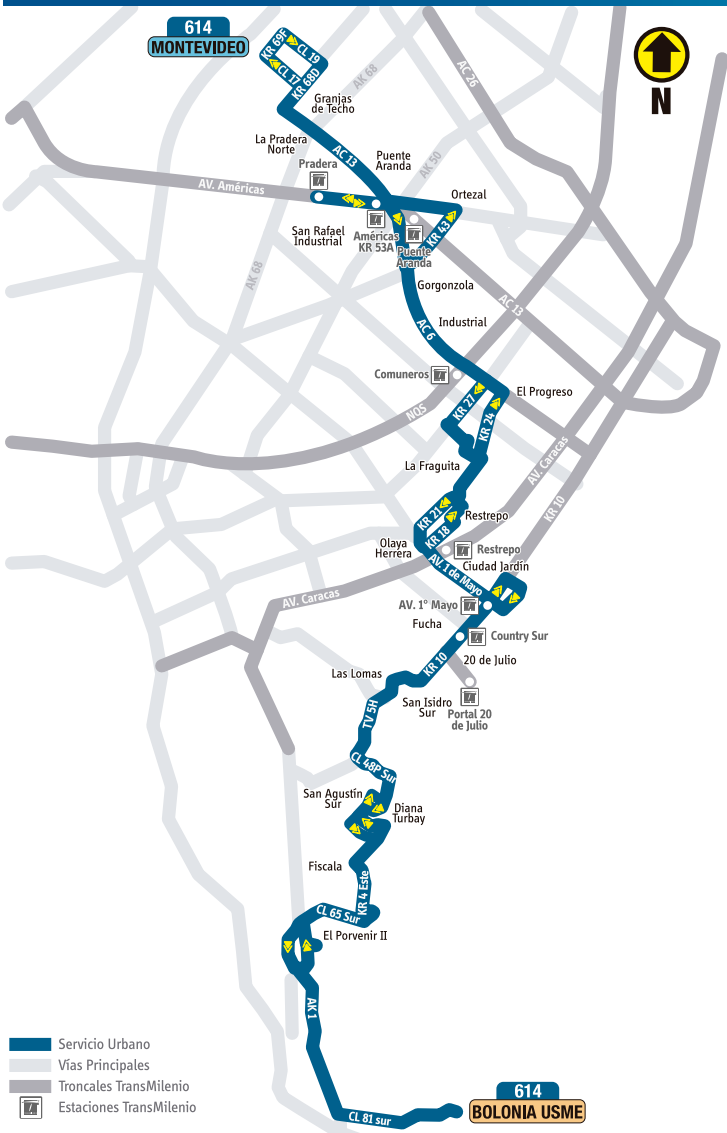 614
MONTEVIDEO
KR 69F
CL 19
CL 17
KR 68D
AK 68
AC 26
N
Granjas
de Techo
La Pradera
Norte
AC 13
Puente
Aranda
AK 50
Pradera
AV. Américas
Ortezal
San Rafael
Industrial
Américas
KR 53A
Puente
Aranda
KR 43
AK 68
Gorgonzola
AC 13
Industrial
AC 6
Comuneros
El Progreso
KR 27
KR 24
NQS
La Fraguita
AV. Caracas
KR 10
KR 21
KR 18
Restrepo
Olaya
Herrera
Restrepo
AV. 1 de Mayo
Ciudad Jardín
AV. Caracas
AV. 1° Mayo
Fucha
Country Sur
KR 10
20 de Julio
Las Lomas
San Isidro
Sur
Portal 20
de Julio
TV 5H
CL 48P Sur
San Agustín
Sur
Diana
Turbay
Fiscala
KR 4 Este
CL 65 Sur
El Porvenir II
AK 1
Servicio Urbano
Vías Principales
Troncales TransMilenio
Estaciones TransMilenio
CL 81 sur
614
BOLONIA USME